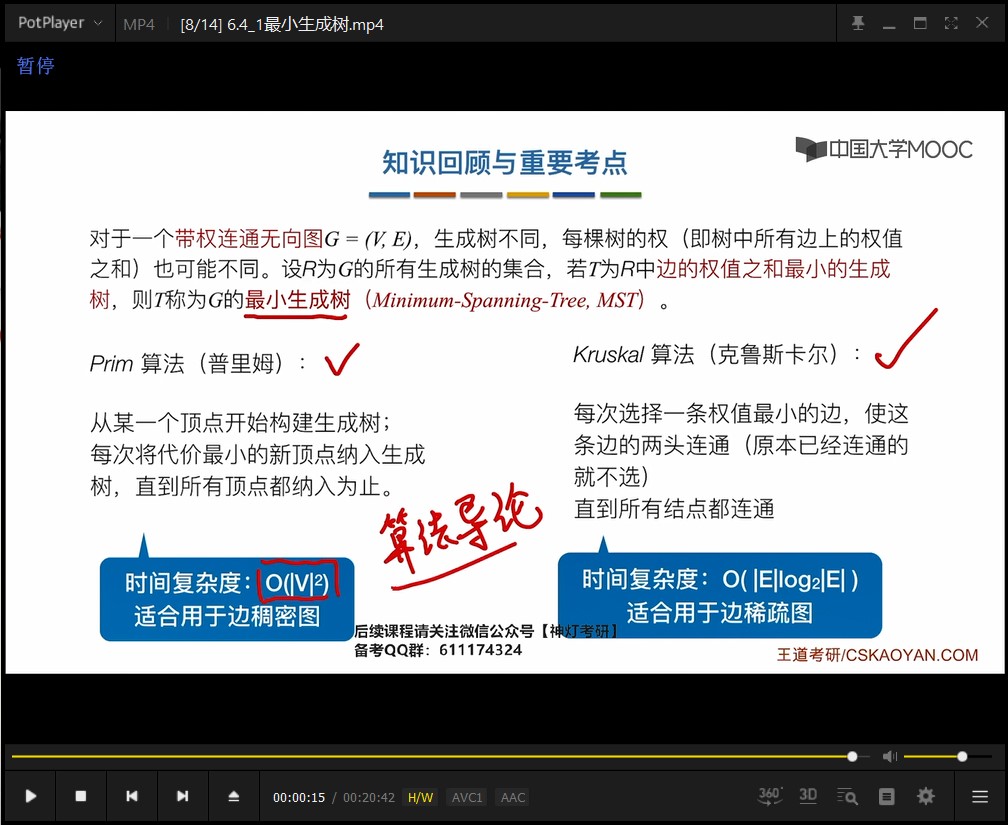 PotPlayer
MP4
[8/14] 6.4_1最小生成树.mp4
暂停
中国大学MOOC
知识回顾与重要考点
对于一个带权连通无向图G = (V, E)，生成树不同，每棵树的权（即树中所有边上的权值
之和）也可能不同。设R为G的所有生成树的集合，若T为R中边的权值之和最小的生成
树，则T称为G的最小生成树（Minimum-Spanning-Tree, MST）。
Prim 算法（普里姆）：
从某一个顶点开始构建生成树；
每次将代价最小的新顶点纳入生成
树，直到所有顶点都纳入为止。
Kruskal 算法（克鲁斯卡尔）：
每次选择一条权值最小的边，使这
条边的两头连通（原本已经连通的
就不选）
直到所有结点都连通
算法导论
时间复杂度：O(|V|²)
适合用于边稠密图
时间复杂度：O( |E|log₂|E| )
适合用于边稀疏图
后续课程请关注微信公众号【神灯考研】
备考QQ群：611174324
王道考研/CSKAOYAN.COM
00:00:15 / 00:20:42 H/W AVC1 AAC
360°
3D